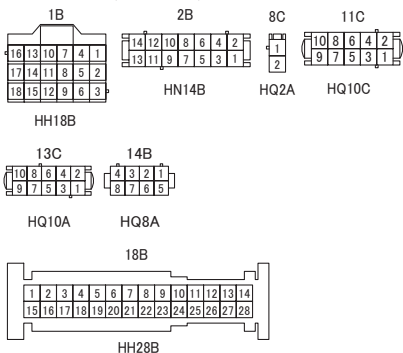 1B 2B 8C 11C
16 13 10 7 4 1
17 14 11 8 5 2
18 15 12 9 6 3
14 12 10 8 6 4 2
13 11 9 7 5 3 1
1
2
10 8 6 4 2
9 7 5 3 1
HH18B HN14B HQ2A HQ10C
13C 14B
10 8 6 4 2
9 7 5 3 1
4 3 2 1
8 7 6 5
HQ10A HQ8A
18B
1 2 3 4 5 6 7 8 9 10 11 12 13 14
15 16 17 18 19 20 21 22 23 24 25 26 27 28
HH28B